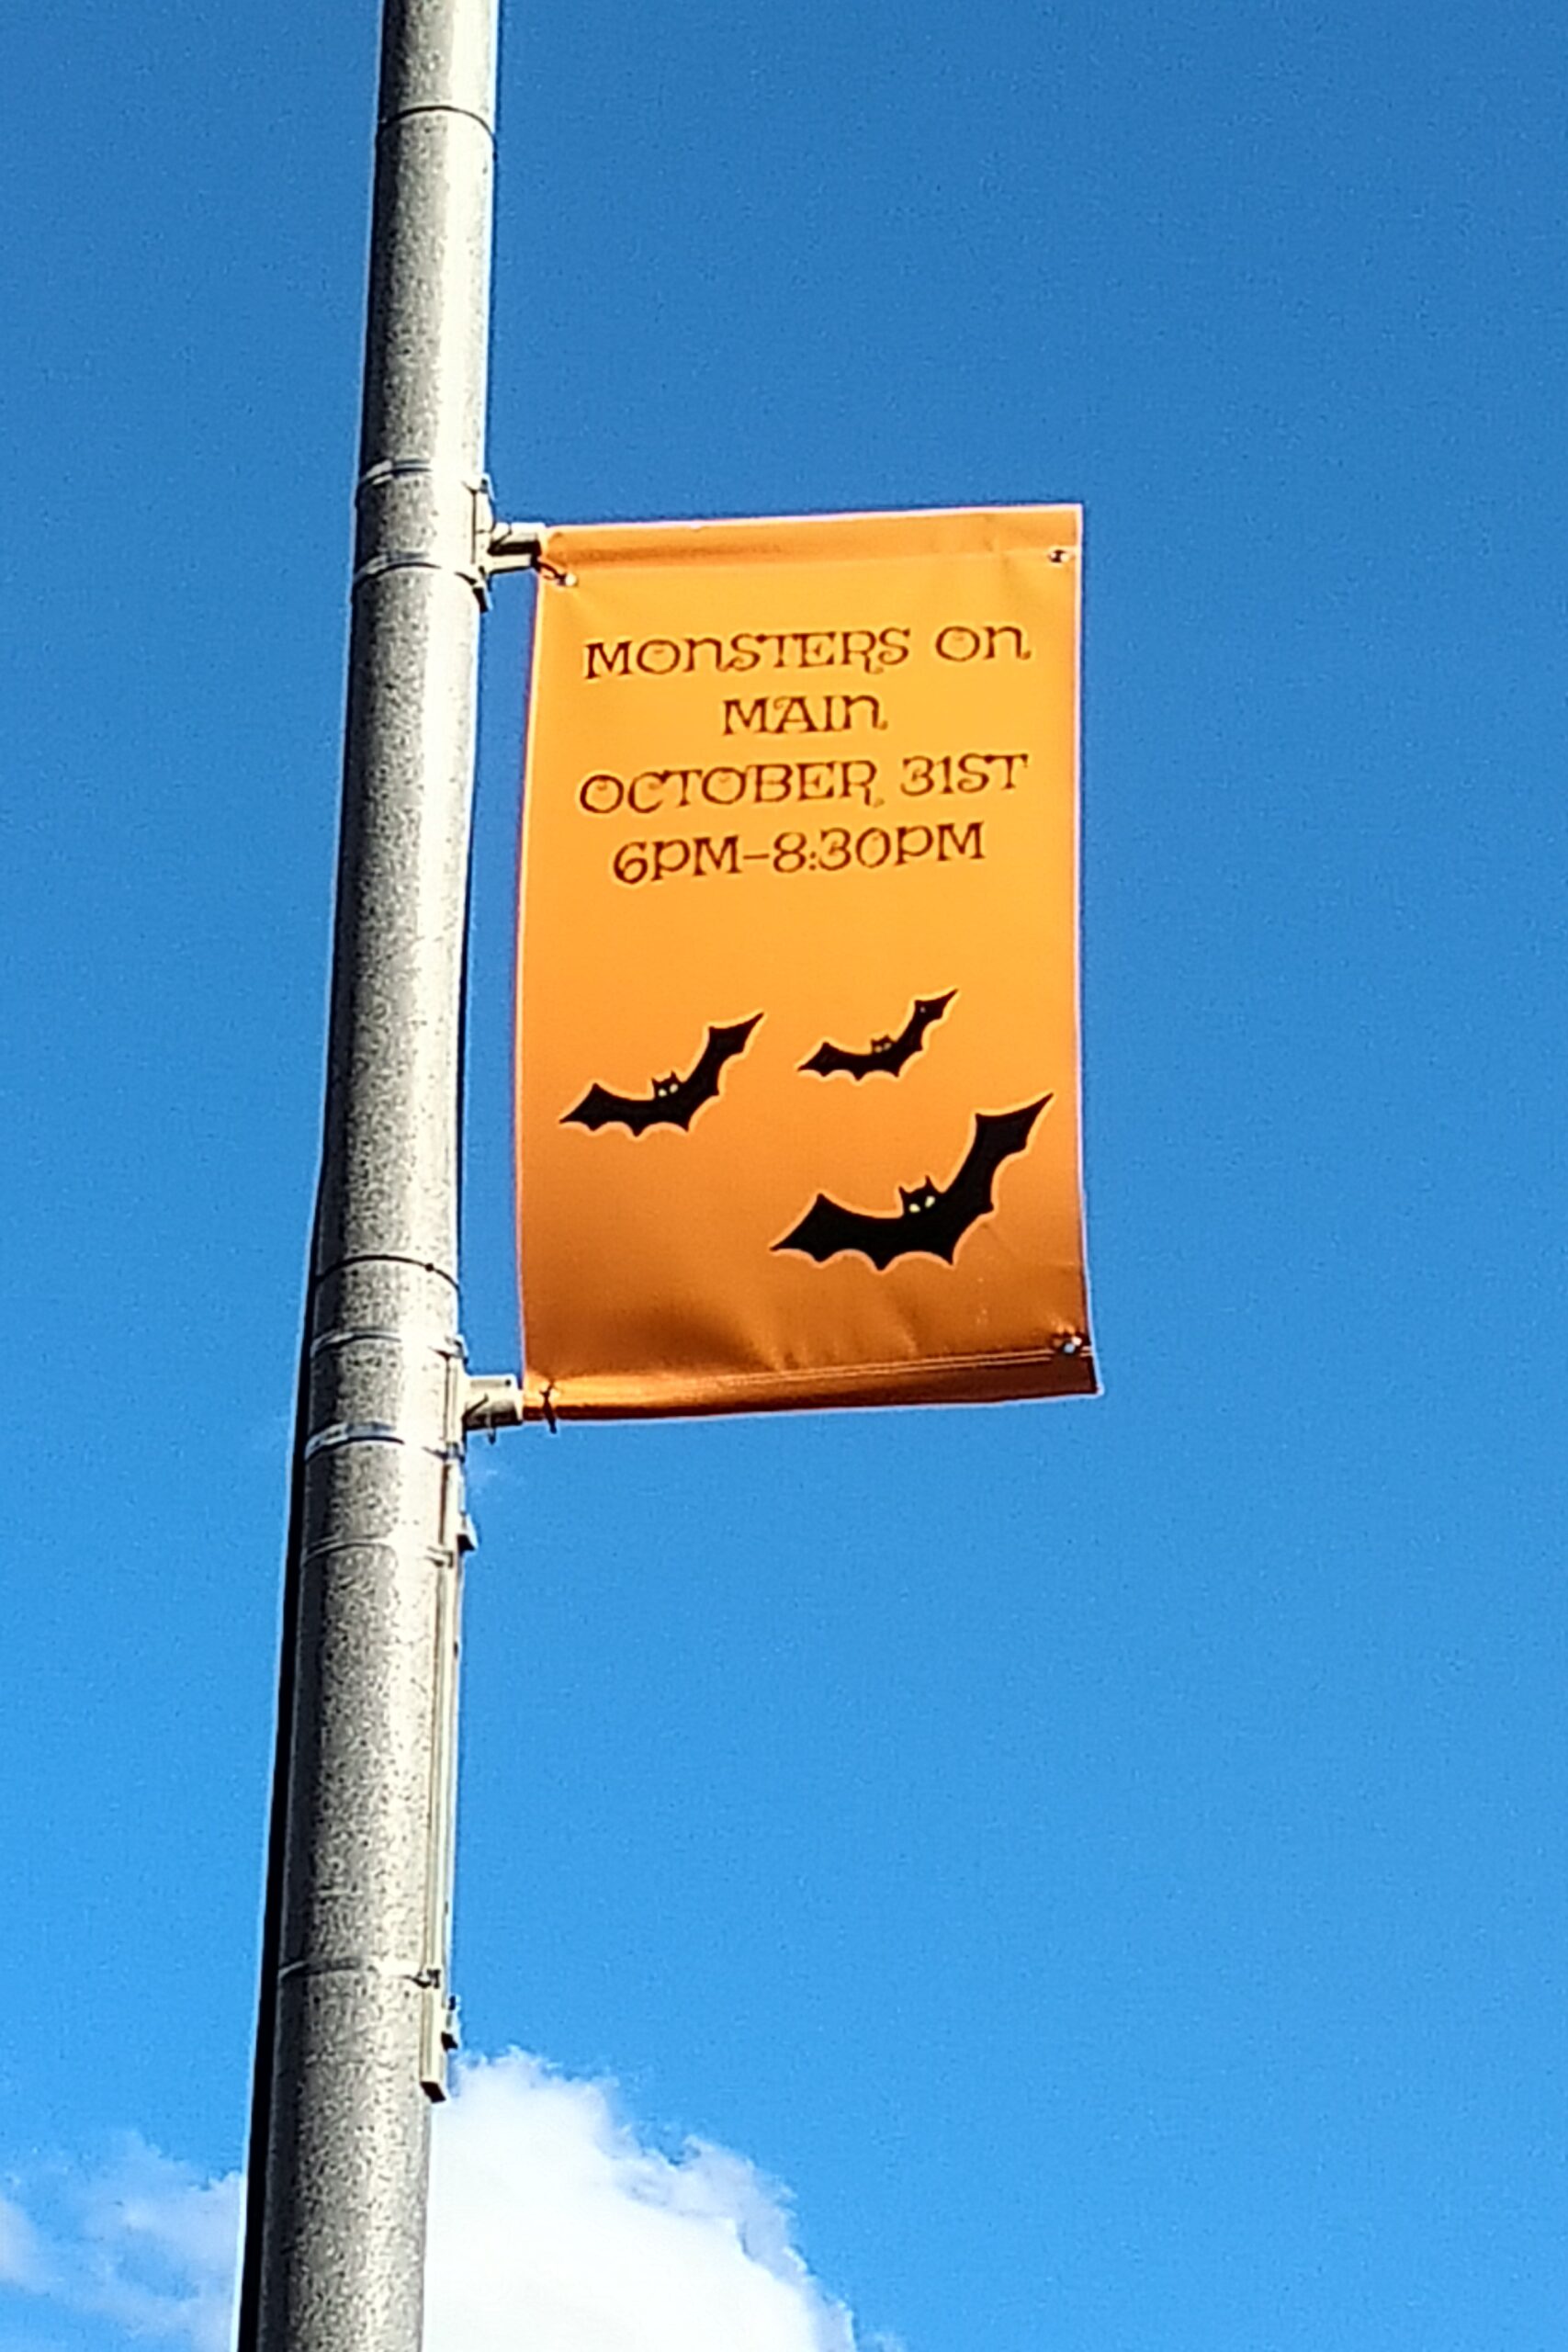 MONSTERS ON
MAIN
OCTOBER 31ST
6PM-8:30PM